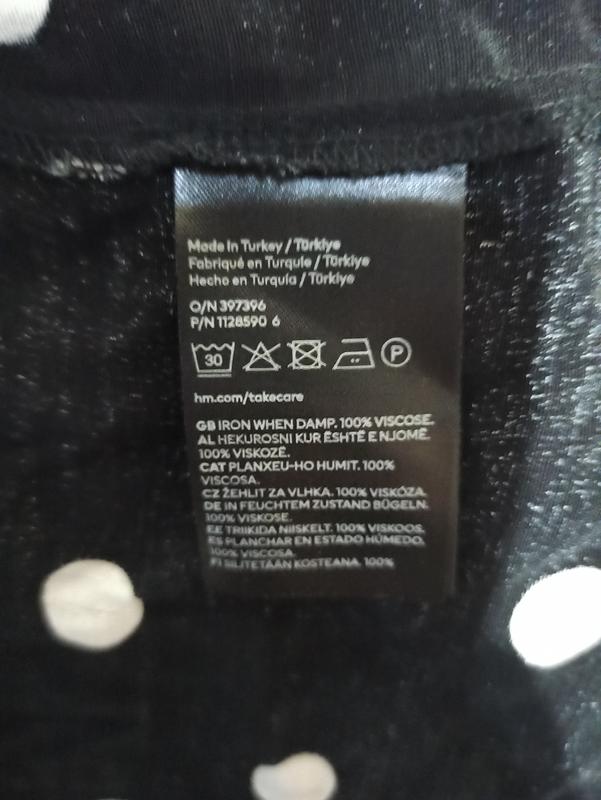 Made in Turkey / Türkiye
Fabriqué en Turquie / Türkiye
Hecho en Turquía / Türkiye
O/N 397396
P/N 1128590 6
30
P
hm.com/takecare
GB IRON WHEN DAMP. 100% VISCOSE.
AL HEKUROSNI KUR ËSHTË E NJOMË.
100% VISKOZË.
CAT PLANXEU-HO HUMIT. 100%
VISCOSA.
CZ ŽEHLIT ZA VLHKA. 100% VISKÓZA.
DE IN FEUCHTEM ZUSTAND BÜGELN.
100% VISKOSE.
EE TRIIKIDA NIISKELT. 100% VISKOOS.
ES PLANCHAR EN ESTADO HÚMEDO.
100% VISCOSA.
FI SILITETÄÄN KOSTEANA. 100%